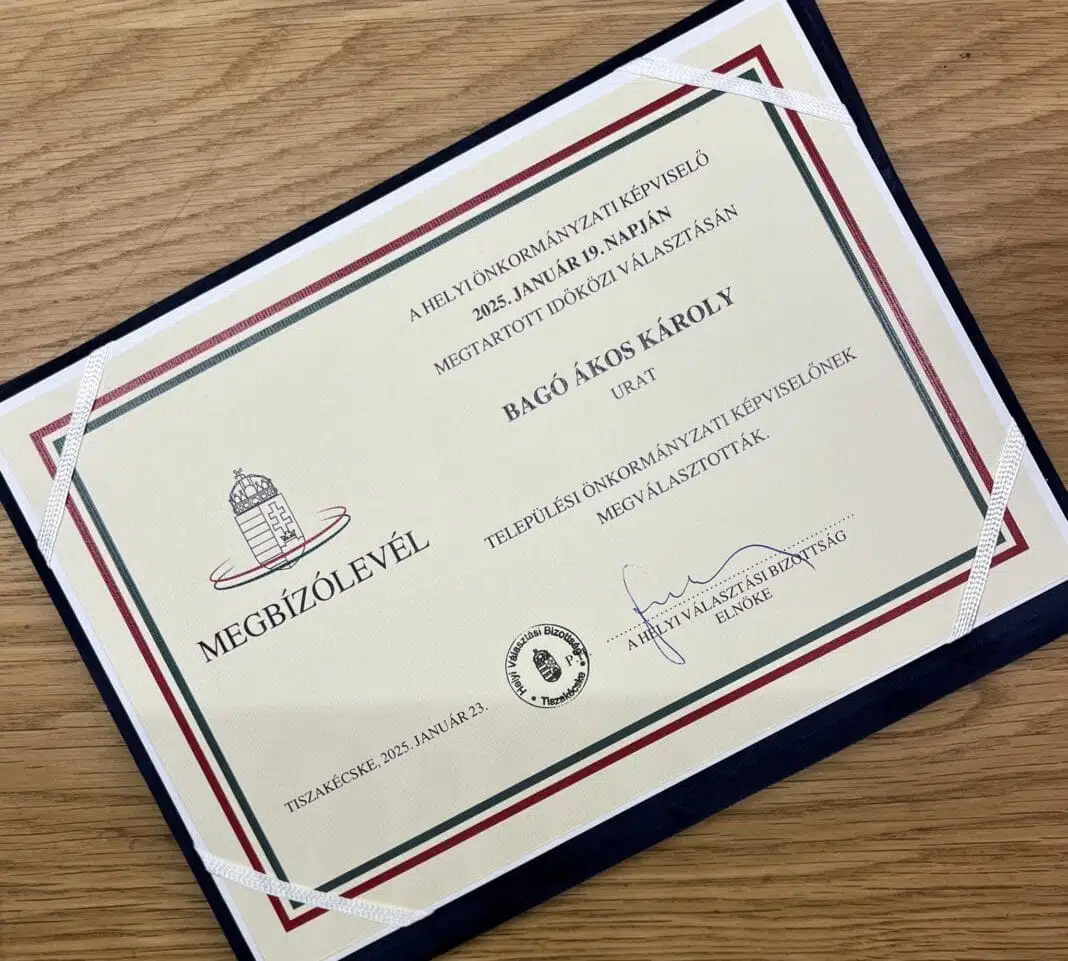 A HELYI ÖNKORMÁNYZATI KÉPVISELŐ
2025. JANUÁR 19. NAPJÁN
MEGTARTOTT IDŐKÖZI VÁLASZTÁSÁN
BAGÓ ÁKOS KÁROLY
URAT
TELEPÜLÉSI ÖNKORMÁNYZATI KÉPVISELŐNEK
MEGVÁLASZTOTTÁK.
MEGBÍZÓLEVÉL
A HELYI VÁLASZTÁSI BIZOTTSÁG
ELNÖKE
Helyi Választási Bizottság
P.
Tiszakécske
TISZAKÉCSKE, 2025. JANUÁR 23.